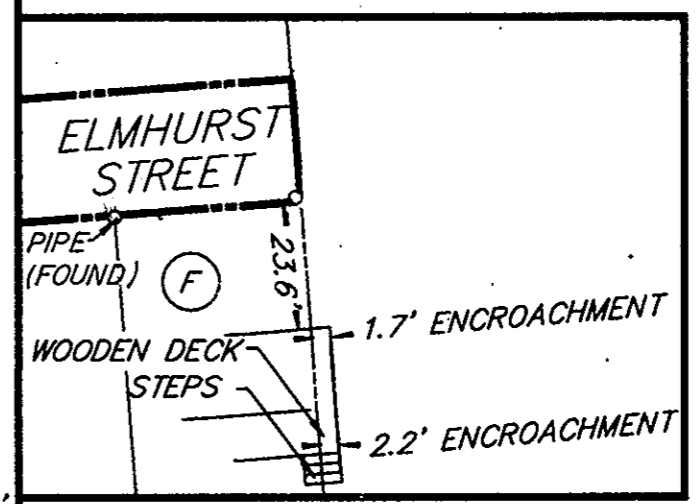 ELMHURST
STREET
PIPE
(FOUND)
F
23.6'
1.7' ENCROACHMENT
WOODEN DECK
STEPS
2.2' ENCROACHMENT